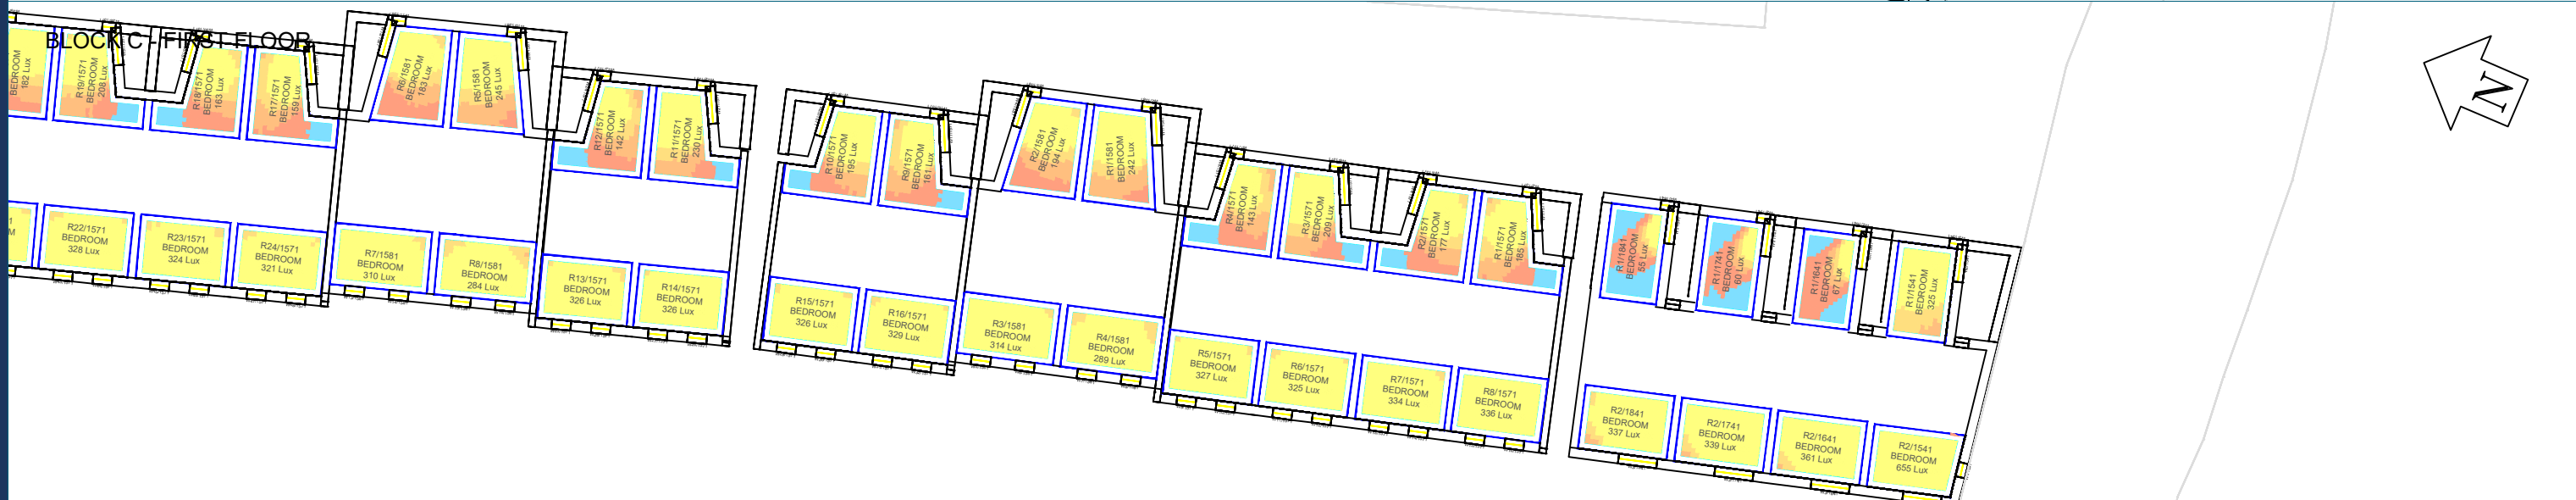 BLOCK C - FIRST FLOOR
BEDROOM
182 Lux
R19/1571
BEDROOM
208 Lux
R18/1571
BEDROOM
163 Lux
R17/1571
BEDROOM
159 Lux
R6/1581
BEDROOM
183 Lux
R5/1581
BEDROOM
245 Lux
R12/1571
BEDROOM
142 Lux
R11/1571
BEDROOM
230 Lux
R10/1571
BEDROOM
195 Lux
R9/1571
BEDROOM
161 Lux
R2/1581
BEDROOM
194 Lux
R1/1581
BEDROOM
242 Lux
R4/1571
BEDROOM
143 Lux
R3/1571
BEDROOM
209 Lux
R2/1571
BEDROOM
177 Lux
R1/1571
BEDROOM
185 Lux
R1/1841
BEDROOM
55 Lux
R1/1741
BEDROOM
60 Lux
R1/1641
BEDROOM
67 Lux
R1/1541
BEDROOM
325 Lux
N
1
M
R22/1571
BEDROOM
328 Lux
R23/1571
BEDROOM
324 Lux
R24/1571
BEDROOM
321 Lux
R7/1581
BEDROOM
310 Lux
R8/1581
BEDROOM
284 Lux
R13/1571
BEDROOM
326 Lux
R14/1571
BEDROOM
326 Lux
R15/1571
BEDROOM
326 Lux
R16/1571
BEDROOM
329 Lux
R3/1581
BEDROOM
314 Lux
R4/1581
BEDROOM
289 Lux
R5/1571
BEDROOM
327 Lux
R6/1571
BEDROOM
325 Lux
R7/1571
BEDROOM
334 Lux
R8/1571
BEDROOM
336 Lux
R2/1841
BEDROOM
337 Lux
R2/1741
BEDROOM
339 Lux
R2/1641
BEDROOM
361 Lux
R2/1541
BEDROOM
655 Lux